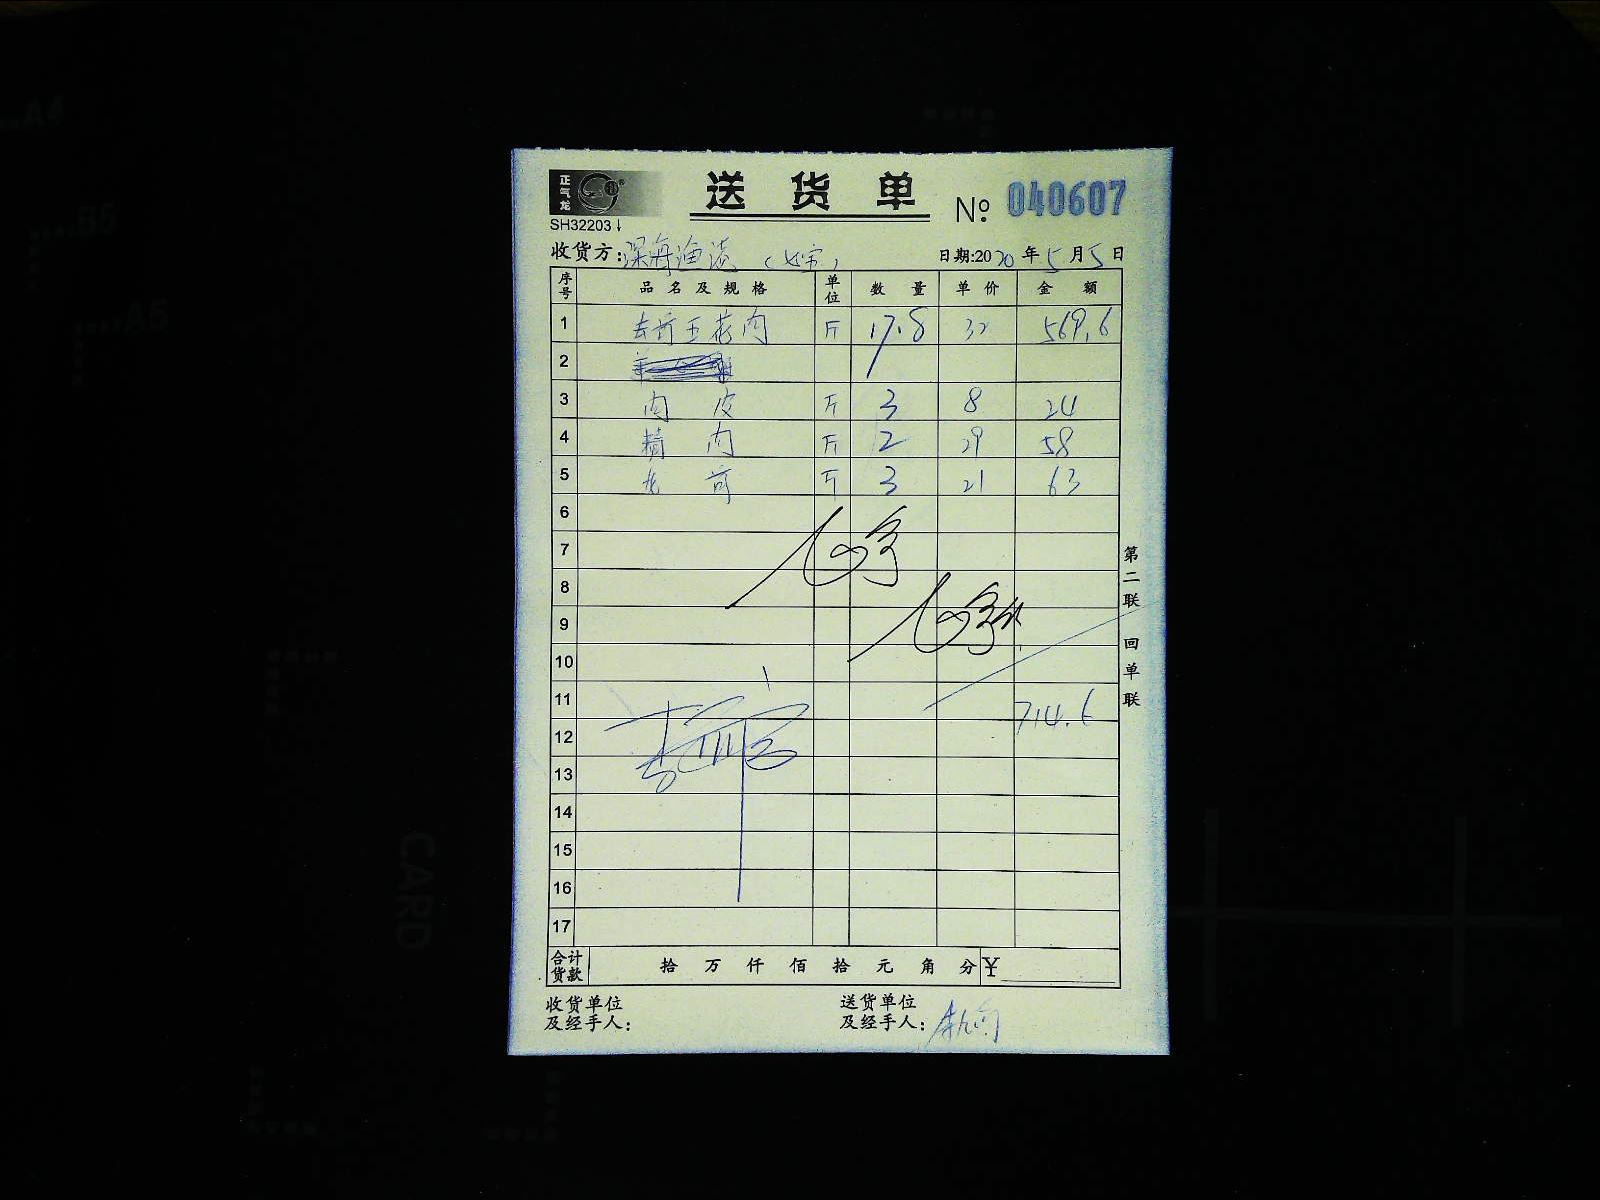 正气龙
送货单 № 040607
SH32203↓
收货方:深海渔 日期:2020年5月5日
序号 品名及规格 单位 数量 单价 金额
1 去骨五花肉 斤 17.8 32 569.6
2
3 肉皮 斤 3 8 24
4 精肉 斤 2 29 58
5 龙骨 斤 3 21 63
6
7
8
9
10
11 714.6
12
13
14
15
16
17
第二联 回单联
合计货款 拾 万 仟 佰 拾 元 角 分 ¥
收货单位 送货单位
及经手人: 及经手人:
A4
B6
A5
CARD